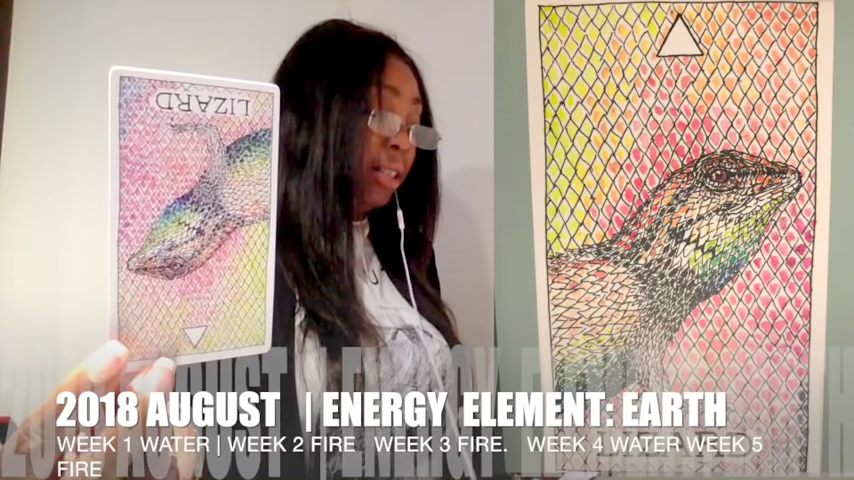 LIZARD
2018 AUGUST | ENERGY ELEMENT: EARTH
WEEK 1 WATER | WEEK 2 FIRE WEEK 3 FIRE. WEEK 4 WATER WEEK 5
FIRE